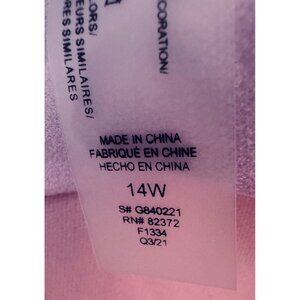 LORS/
EURS SIMILAIRES/
RES SIMILARES
CORATION/
MADE IN CHINA
FABRIQUÉ EN CHINE
HECHO EN CHINA
14W
S# G840221
RN# 82372
F1334
Q3/21